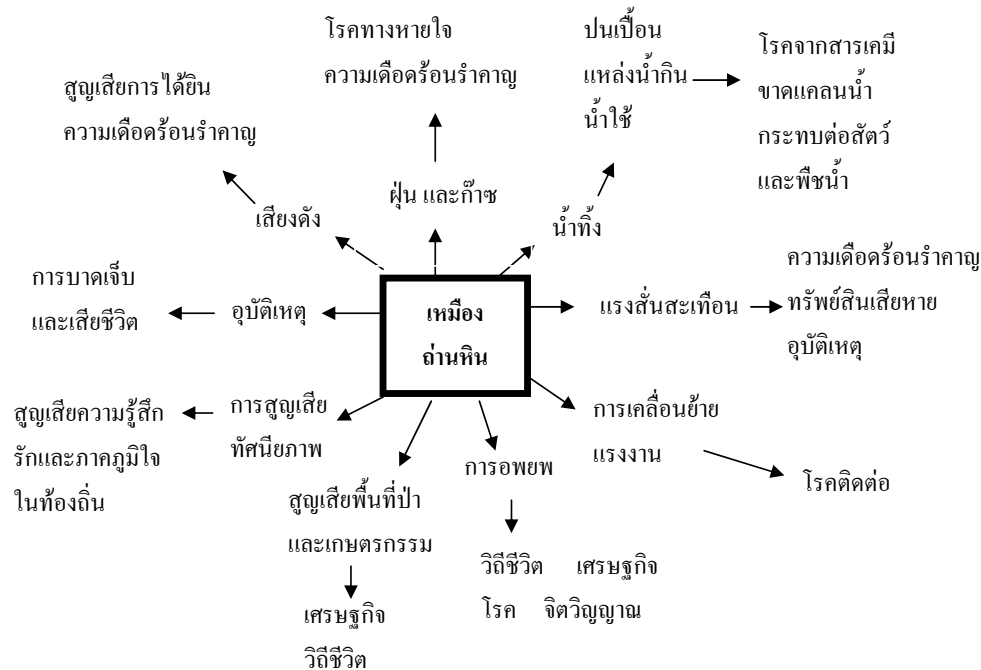 โรคทางหายใจ
ความเดือดร้อนรำคาญ
ปนเปื้อน
แหล่งน้ำกิน
น้ำใช้
โรคจากสารเคมี
ขาดแคลนน้ำ
กระทบต่อสัตว์
และพืชน้ำ
สูญเสียการได้ยิน
ความเดือดร้อนรำคาญ
ฝุ่น และก๊าซ
เสียงดัง
น้ำทิ้ง
การบาดเจ็บ
และเสียชีวิต
อุบัติเหตุ
เหมือง
ถ่านหิน
แรงสั่นสะเทือน
ความเดือดร้อนรำคาญ
ทรัพย์สินเสียหาย
อุบัติเหตุ
สูญเสียความรู้สึก
รักและภาคภูมิใจ
ในท้องถิ่น
การสูญเสีย
ทัศนียภาพ
การเคลื่อนย้าย
แรงงาน
โรคติดต่อ
การอพยพ
สูญเสียพื้นที่ป่า
และเกษตรกรรม
วิถีชีวิต เศรษฐกิจ
โรค จิตวิญญาณ
เศรษฐกิจ
วิถีชีวิต